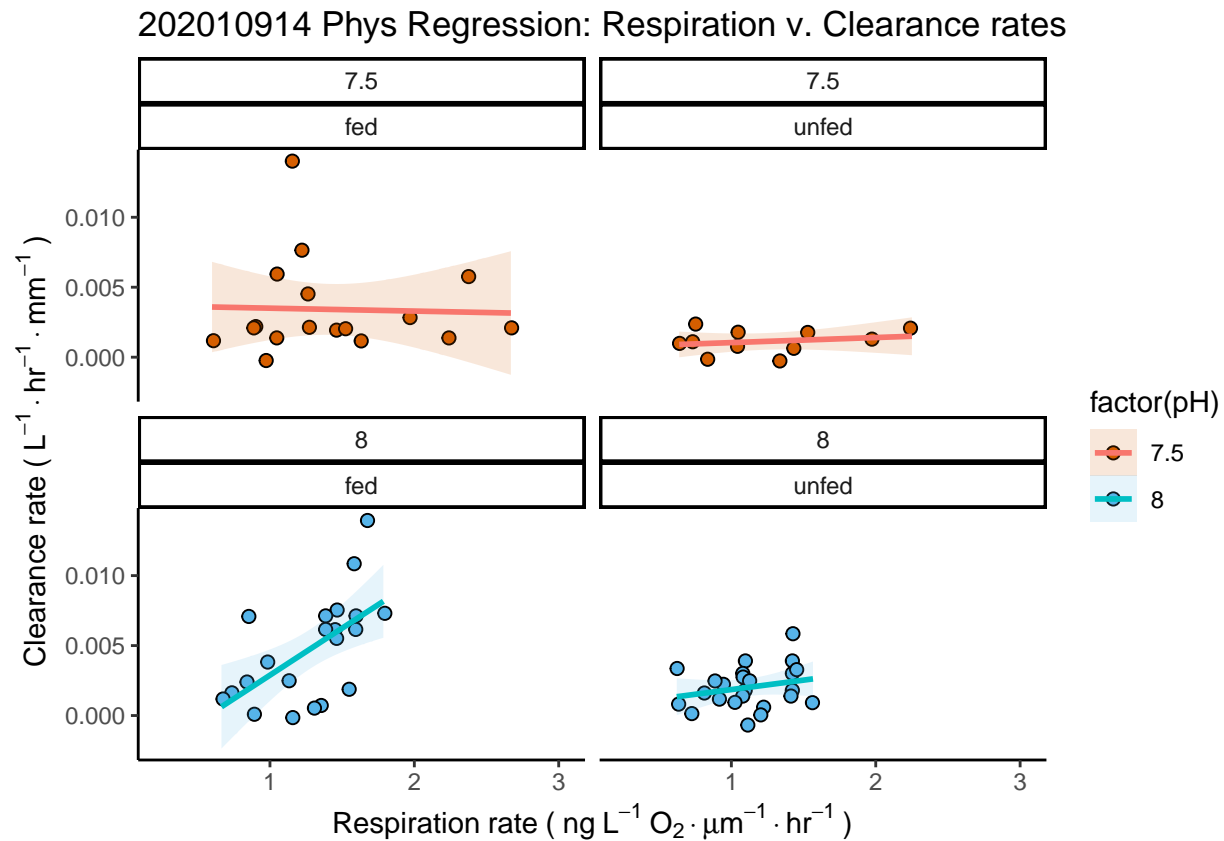 202010914 Phys Regression: Respiration v. Clearance rates
7.5
fed
7.5
unfed
0.010
0.005
0.000
8
fed
8
unfed
0.010
0.005
0.000
1 2 3
1 2 3
Clearance rate ( L⁻¹ · hr⁻¹ · mm⁻¹ )
Respiration rate ( ng L⁻¹ O₂ · μm⁻¹ · hr⁻¹ )
factor(pH)
7.5
8